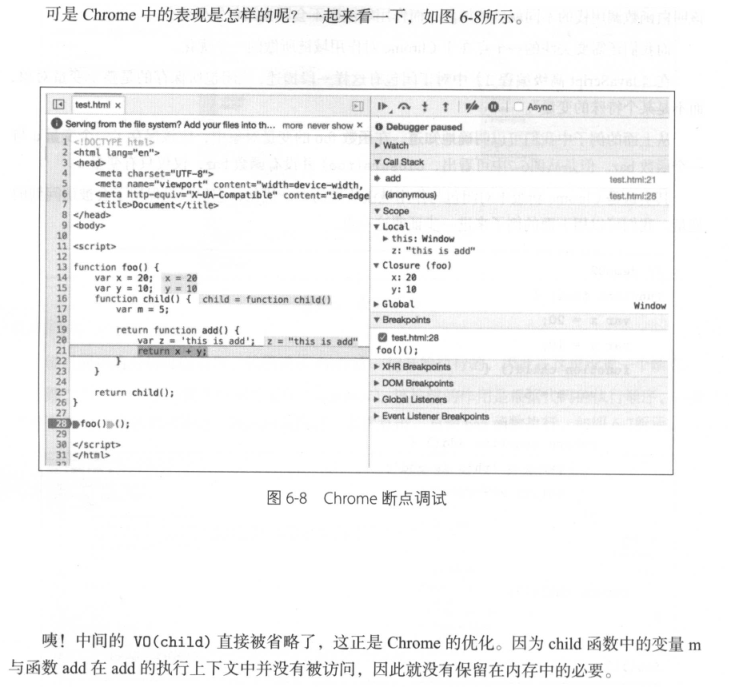 可是 Chrome 中的表现是怎样的呢？一起来看一下，如图 6-8所示。
test.html ×
Async
Serving from the file system? Add your files into th... more never show ×
Debugger paused
Watch
Call Stack
add test.html:21
(anonymous) test.html:28
Scope
Local
this: Window
z: "this is add"
Closure (foo)
x: 20
y: 10
Global Window
Breakpoints
test.html:28
foo()();
XHR Breakpoints
DOM Breakpoints
Global Listeners
Event Listener Breakpoints
1 <!DOCTYPE html>
2 <html lang="en">
3 <head>
4 <meta charset="UTF-8">
5 <meta name="viewport" content="width=device-width,
6 <meta http-equiv="X-UA-Compatible" content="ie=edge
7 <title>Document</title>
8 </head>
9 <body>
10
11 <script>
12
13 function foo() {
14 var x = 20; x = 20
15 var y = 10; y = 10
16 function child() { child = function child()
17 var m = 5;
18
19 return function add() {
20 var z = 'this is add'; z = "this is add"
21 return x + y;
22 }
23 }
24
25 return child();
26 }
27
28 foo()();
29
30 </script>
31 </html>
32
图 6-8 Chrome 断点调试
咦！中间的 VO(child) 直接被省略了，这正是 Chrome 的优化。因为 child 函数中的变量 m
与函数 add 在 add 的执行上下文中并没有被访问，因此就没有保留在内存中的必要。